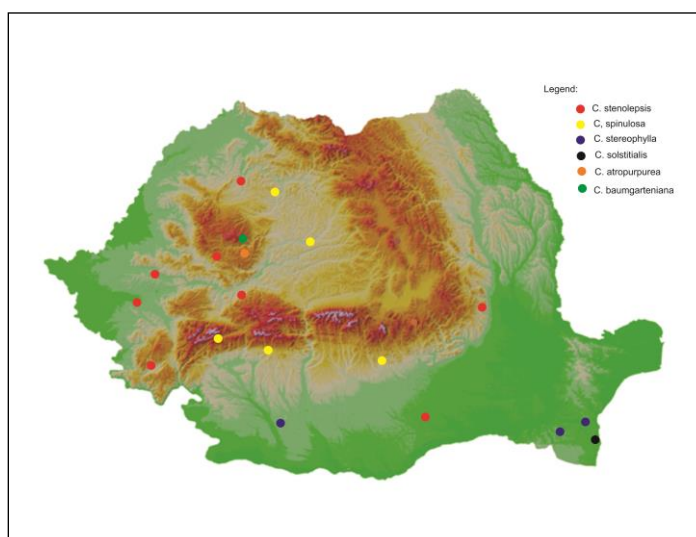 Legend:
C. stenolepsis
C, spinulosa
C. stereophylla
C. solstitialis
C. atropurpurea
C. baumgarteniana